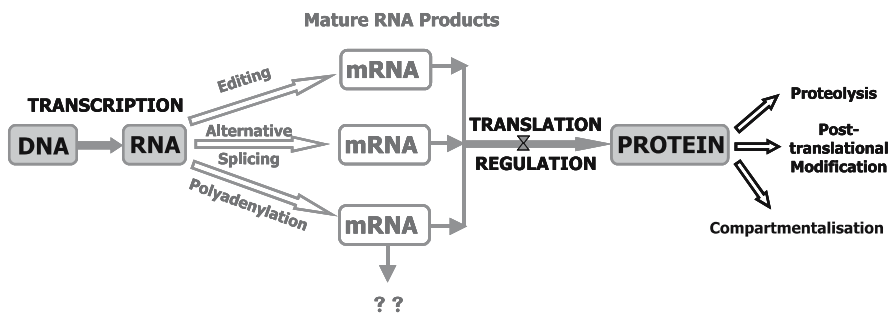 Mature RNA Products
Editing
mRNA
TRANSCRIPTION
DNA
RNA
Alternative
Splicing
mRNA
Polyadenylation
mRNA
? ?
TRANSLATION
REGULATION
PROTEIN
Proteolysis
Post-
translational
Modification
Compartmentalisation